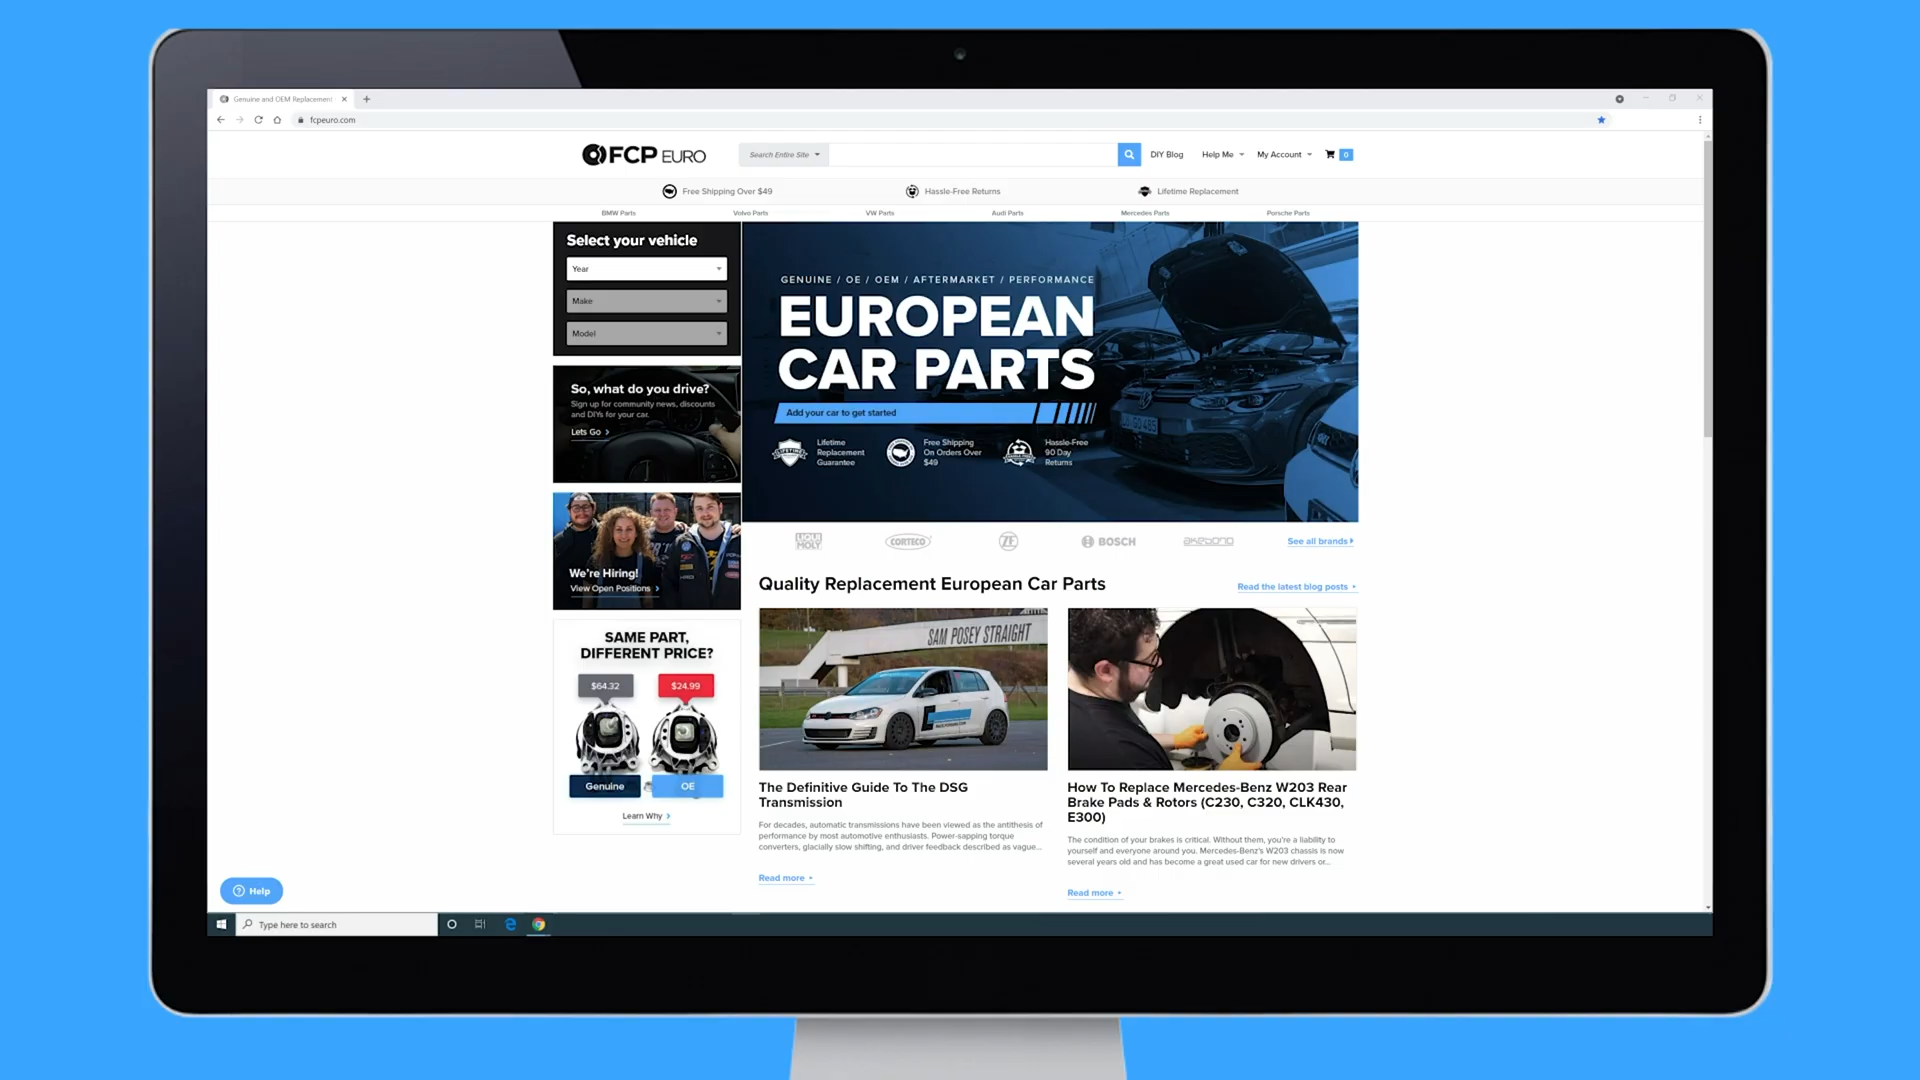 Genuine and OEM Replacement
fcpeuro.com
FCP EURO
Search Entire Site
DIY Blog
Help Me
My Account
0
Free Shipping Over $49
Hassle-Free Returns
Lifetime Replacement
BMW Parts
Volvo Parts
VW Parts
Audi Parts
Mercedes Parts
Porsche Parts
Select your vehicle
Year
Make
Model
GENUINE / OE / OEM / AFTERMARKET / PERFORMANCE
EUROPEAN
CAR PARTS
Add your car to get started
LIFETIME
Lifetime
Replacement
Guarantee
Free Shipping
On Orders Over
$49
Hassle-Free
90 Day
Returns
So, what do you drive?
Sign up for community news, discounts
and DIYs for your car.
Lets Go
We're Hiring!
View Open Positions
LIQUI
MOLY
CORTECO
ZF
BOSCH
akebono
See all brands
Quality Replacement European Car Parts
Read the latest blog posts
SAME PART,
DIFFERENT PRICE?
$64.32
$24.99
Genuine
OE
Learn Why
SAM POSEY STRAIGHT
The Definitive Guide To The DSG
Transmission
For decades, automatic transmissions have been viewed as the antithesis of
performance by most automotive enthusiasts. Power-sapping torque
converters, glacially slow shifting, and driver feedback described as vague...
Read more
How To Replace Mercedes-Benz W203 Rear
Brake Pads & Rotors (C230, C320, CLK430,
E300)
The condition of your brakes is critical. Without them, you're a liability to
yourself and everyone around you. Mercedes-Benz's W203 chassis is now
several years old and has become a great used car for new drivers or...
Read more
Help
Type here to search